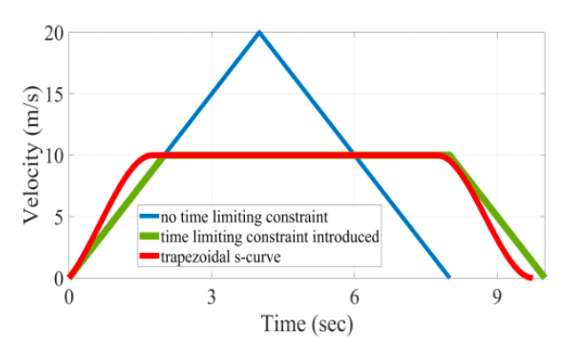 20
15
10
5
0
Velocity (m/s)
no time limiting constraint
time limiting constraint introduced
trapezoidal s-curve
0 3 6 9
Time (sec)